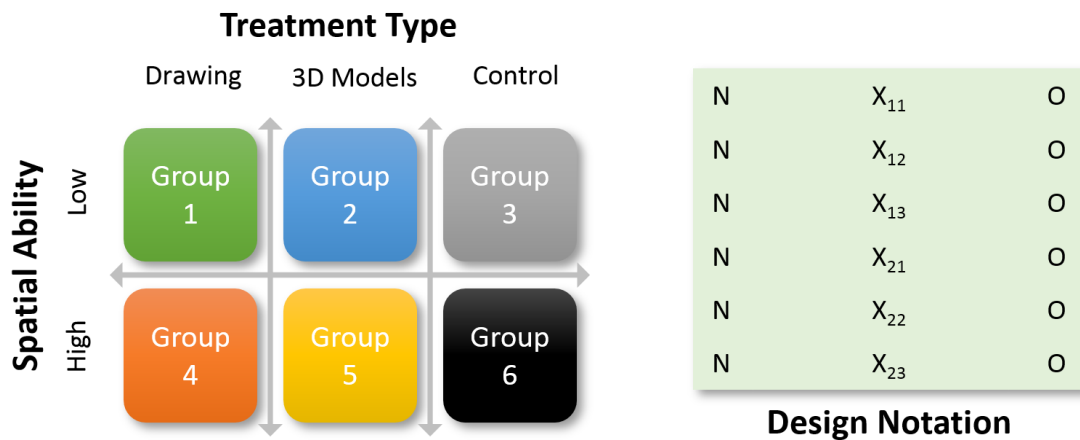 Treatment Type
Drawing 3D Models Control
Spatial Ability
Low
Group 1
Group 2
Group 3
High
Group 4
Group 5
Group 6
N X₁₁ O
N X₁₂ O
N X₁₃ O
N X₂₁ O
N X₂₂ O
N X₂₃ O
Design Notation